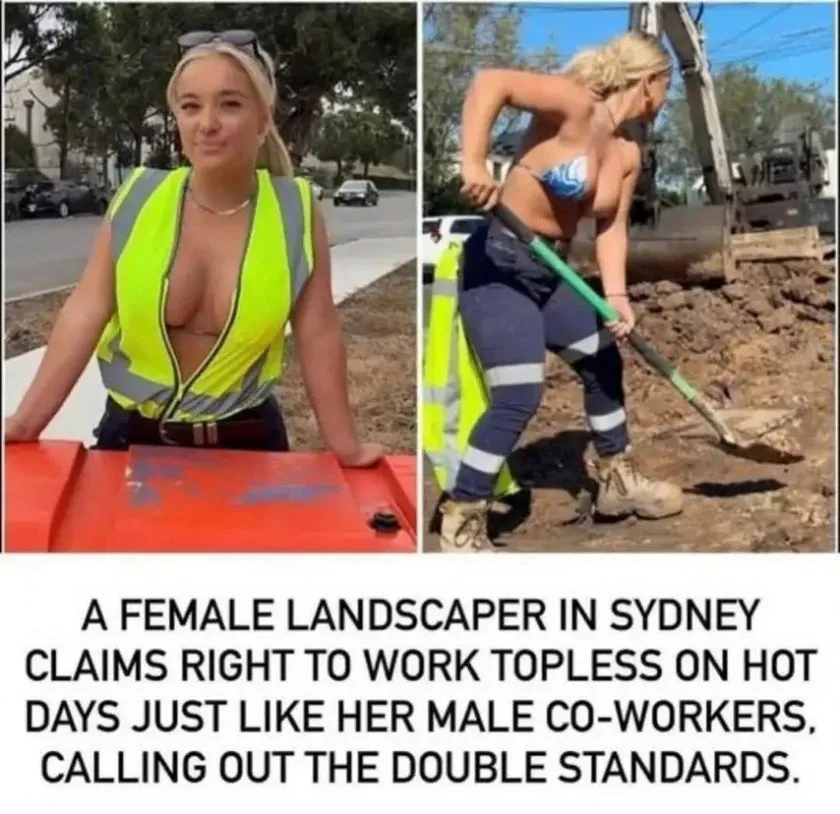 A FEMALE LANDSCAPER IN SYDNEY
CLAIMS RIGHT TO WORK TOPLESS ON HOT
DAYS JUST LIKE HER MALE CO-WORKERS,
CALLING OUT THE DOUBLE STANDARDS.